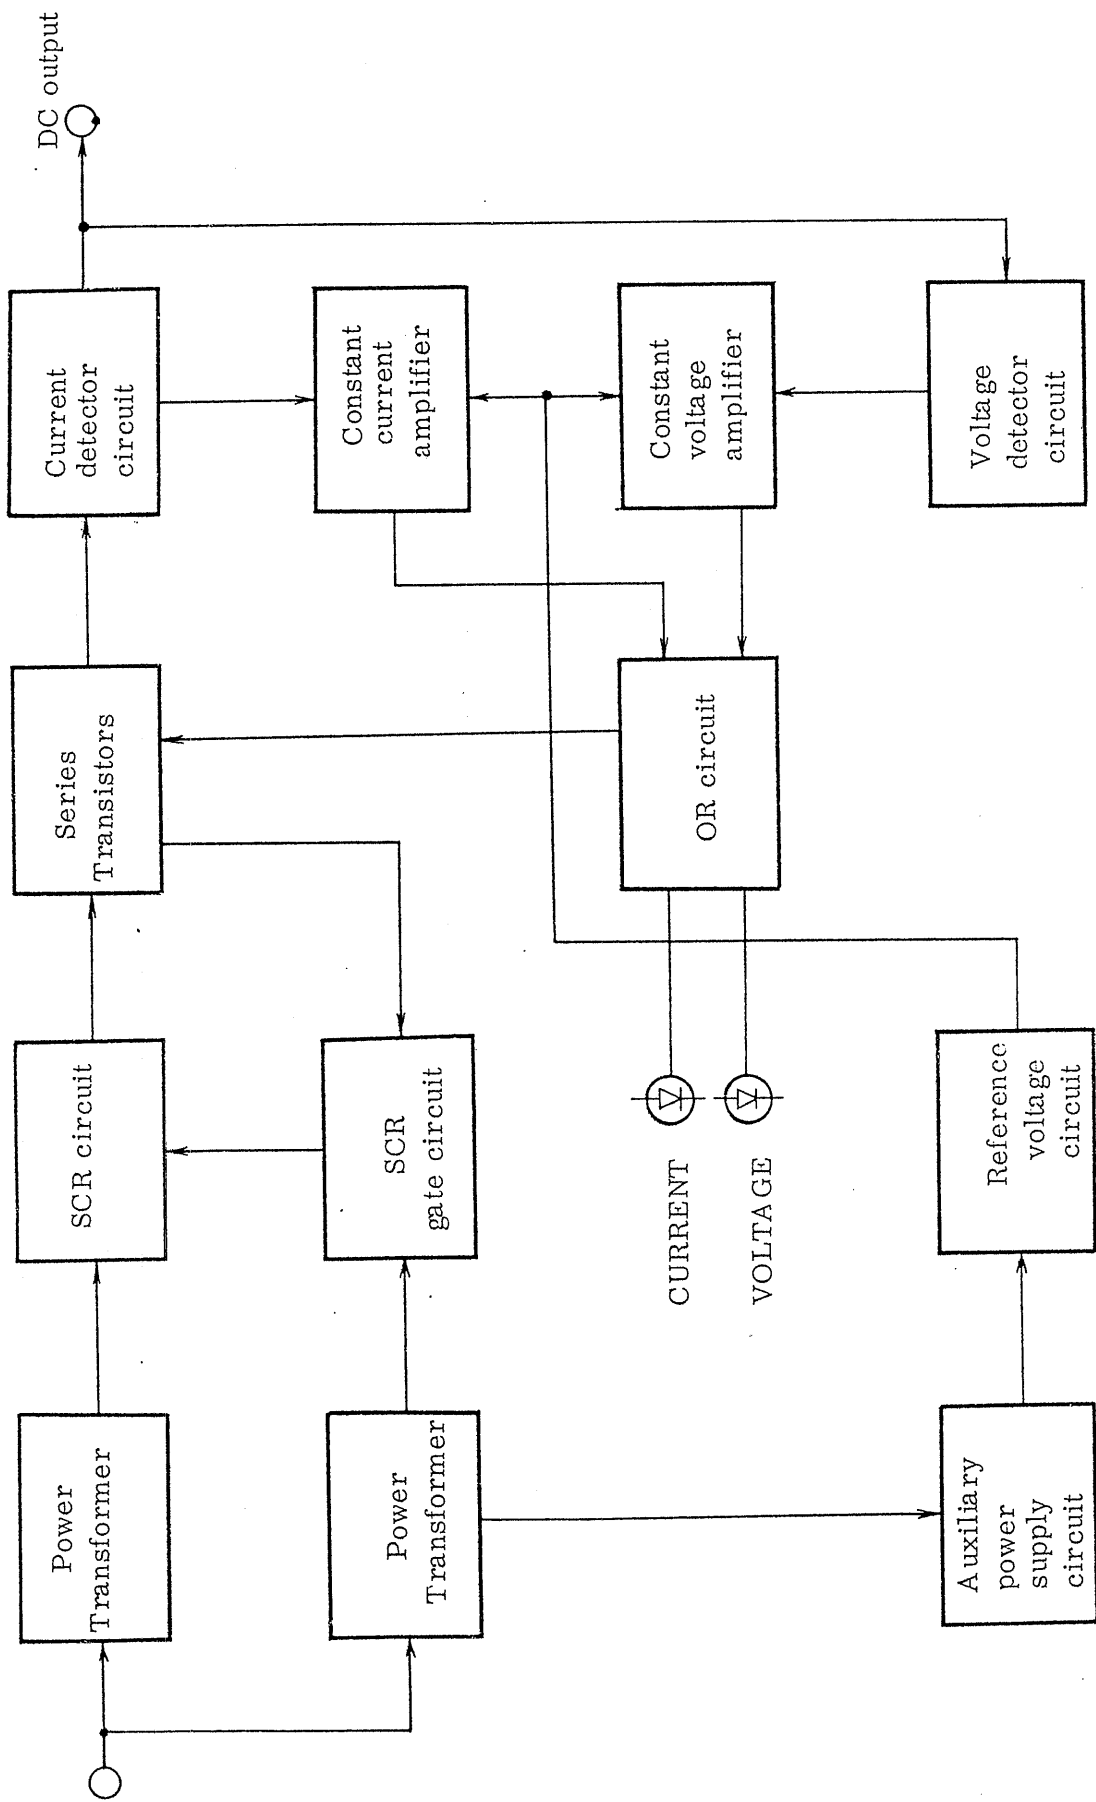 Power
Transformer
SCR circuit
Series
Transistors
Current
detector
circuit
DC output
Power
Transformer
SCR
gate circuit
Constant
current
amplifier
CURRENT
VOLTAGE
OR circuit
Constant
voltage
amplifier
Auxiliary
power
supply
circuit
Reference
voltage
circuit
Voltage
detector
circuit